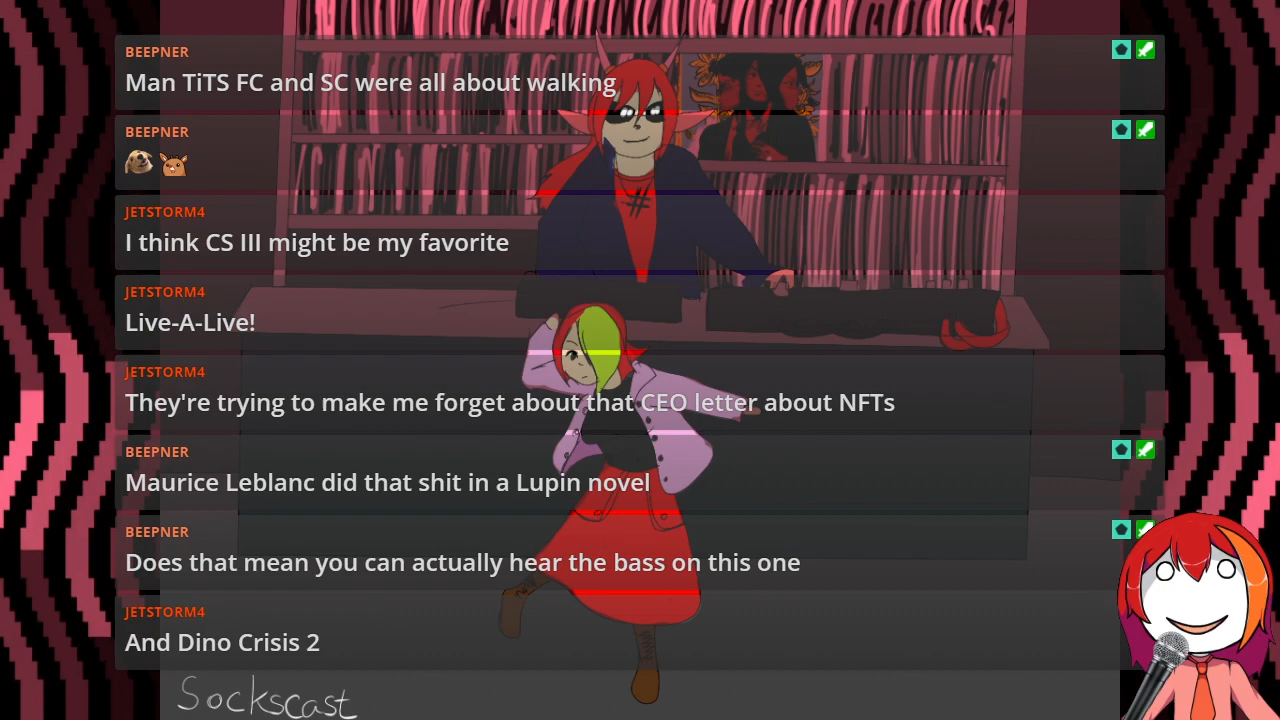 BEEPNER
Man TiTS FC and SC were all about walking
BEEPNER
JETSTORM4
I think CS III might be my favorite
JETSTORM4
Live-A-Live!
JETSTORM4
They're trying to make me forget about that CEO letter about NFTs
BEEPNER
Maurice Leblanc did that shit in a Lupin novel
BEEPNER
Does that mean you can actually hear the bass on this one
JETSTORM4
And Dino Crisis 2
Sockscast